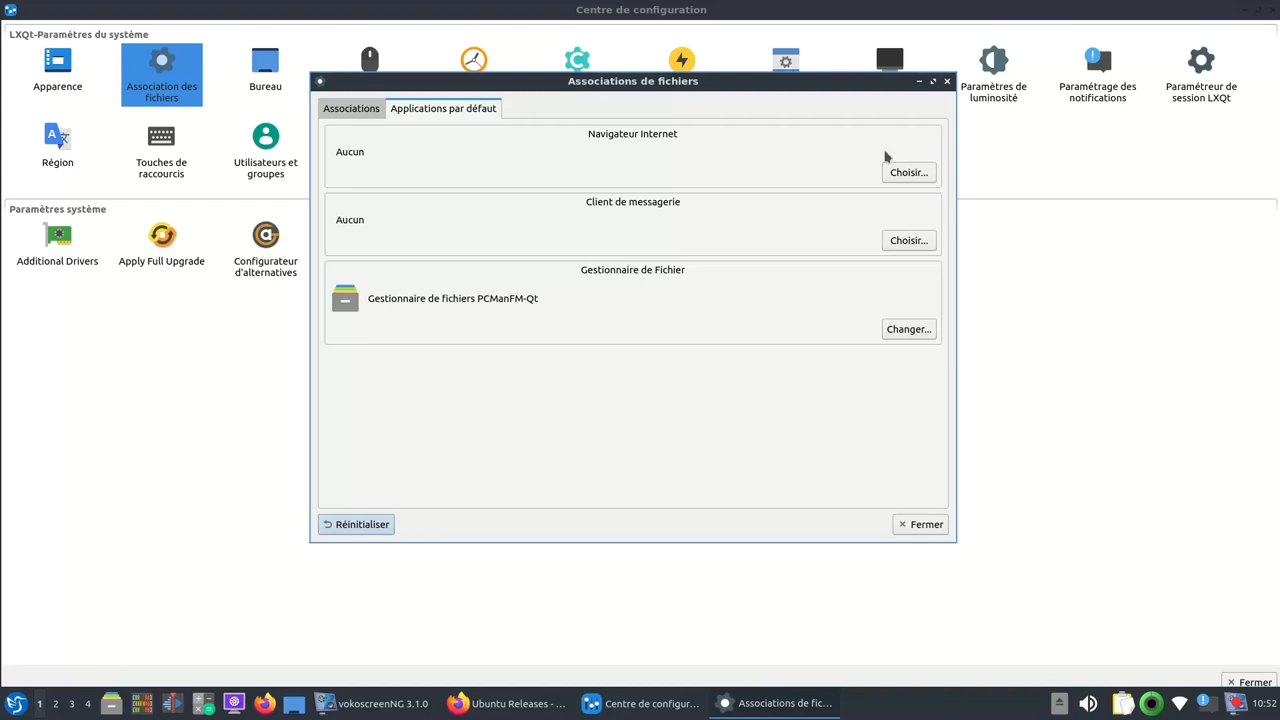 Centre de configuration
LXQt-Paramètres du système
Apparence
Association des
fichiers
Bureau
Paramètres de
luminosité
Paramétrage des
notifications
Paramétreur de
session LXQt
Région
Touches de
raccourcis
Utilisateurs et
groupes
Paramètres système
Additional Drivers
Apply Full Upgrade
Configurateur
d'alternatives
Associations de fichiers
Associations
Applications par défaut
Navigateur Internet
Aucun
Choisir...
Client de messagerie
Aucun
Choisir...
Gestionnaire de Fichier
Gestionnaire de fichiers PCManFM-Qt
Changer...
Réinitialiser
Fermer
Fermer
1 2 3 4
vokoscreenNG 3.1.0
Ubuntu Releases - ...
Centre de configur...
Associations de fic...
10:52